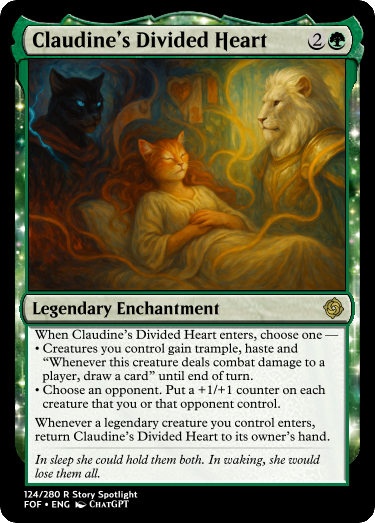 Claudine's Divided Heart 2
Legendary Enchantment
When Claudine's Divided Heart enters, choose one —
• Creatures you control gain trample, haste and
“Whenever this creature deals combat damage to a
player, draw a card” until end of turn.
• Choose an opponent. Put a +1/+1 counter on each
creature that you or that opponent control.
Whenever a legendary creature you control enters,
return Claudine's Divided Heart to its owner's hand.
In sleep she could hold them both. In waking, she would
lose them all.
124/280 R Story Spotlight
FOF • ENG ChatGPT